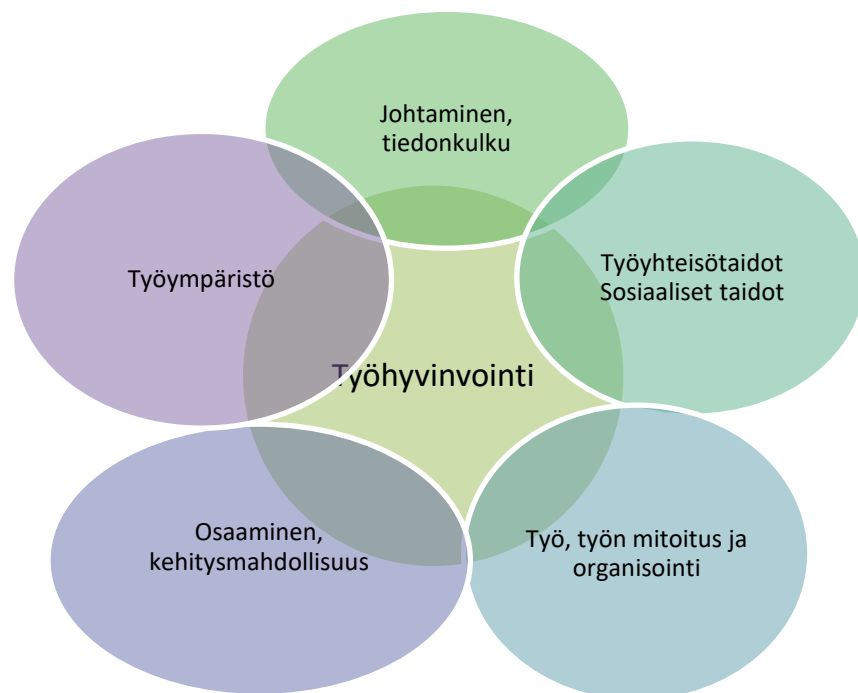 Johtaminen,
tiedonkulku
Työympäristö
Työyhteisötaidot
Sosiaaliset taidot
Työhyvinvointi
Osaaminen,
kehitysmahdollisuus
Työ, työn mitoitus ja
organisointi